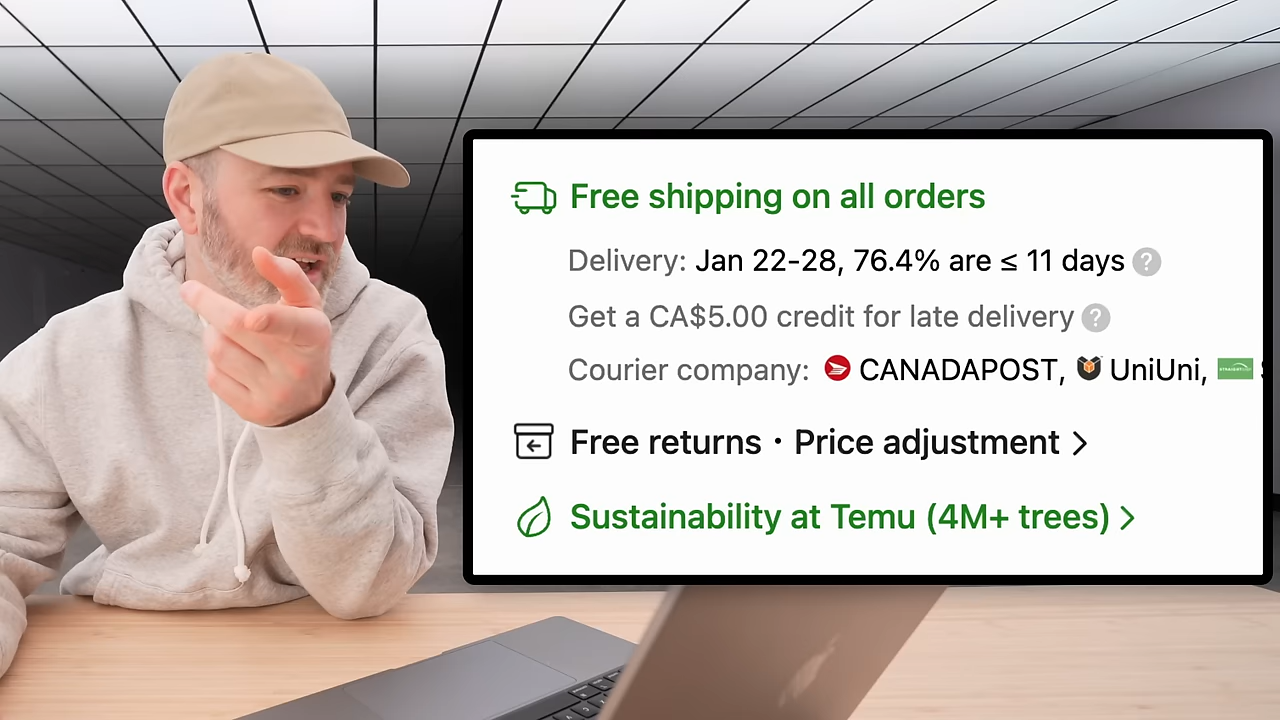 Free shipping on all orders
Delivery: Jan 22-28, 76.4% are ≤ 11 days ?
Get a CA$5.00 credit for late delivery ?
Courier company: CANADAPOST, UniUni,
Free returns · Price adjustment >
Sustainability at Temu (4M+ trees) >